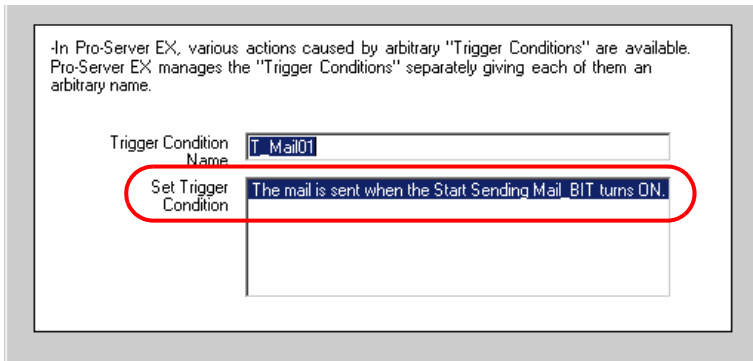 -In Pro-Server EX, various actions caused by arbitrary "Trigger Conditions" are available.
Pro-Server EX manages the "Trigger Conditions" separately giving each of them an
arbitrary name.
Trigger Condition
Name
T_Mail01
Set Trigger
Condition
The mail is sent when the Start Sending Mail_BIT turns ON.